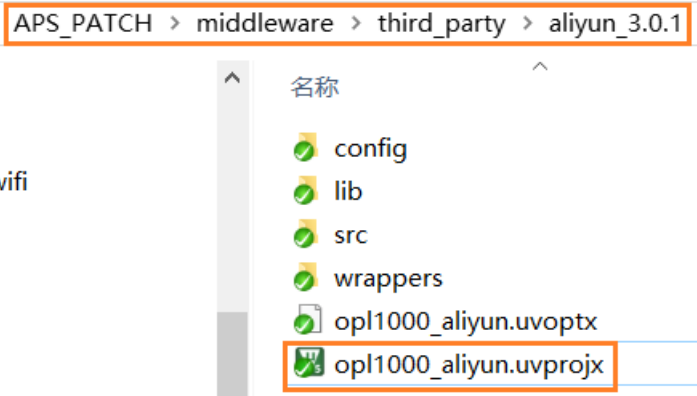 APS_PATCH > middleware > third_party > aliyun_3.0.1
名称
config
lib
wifi
src
wrappers
opl1000_aliyun.uvoptx
opl1000_aliyun.uvprojx